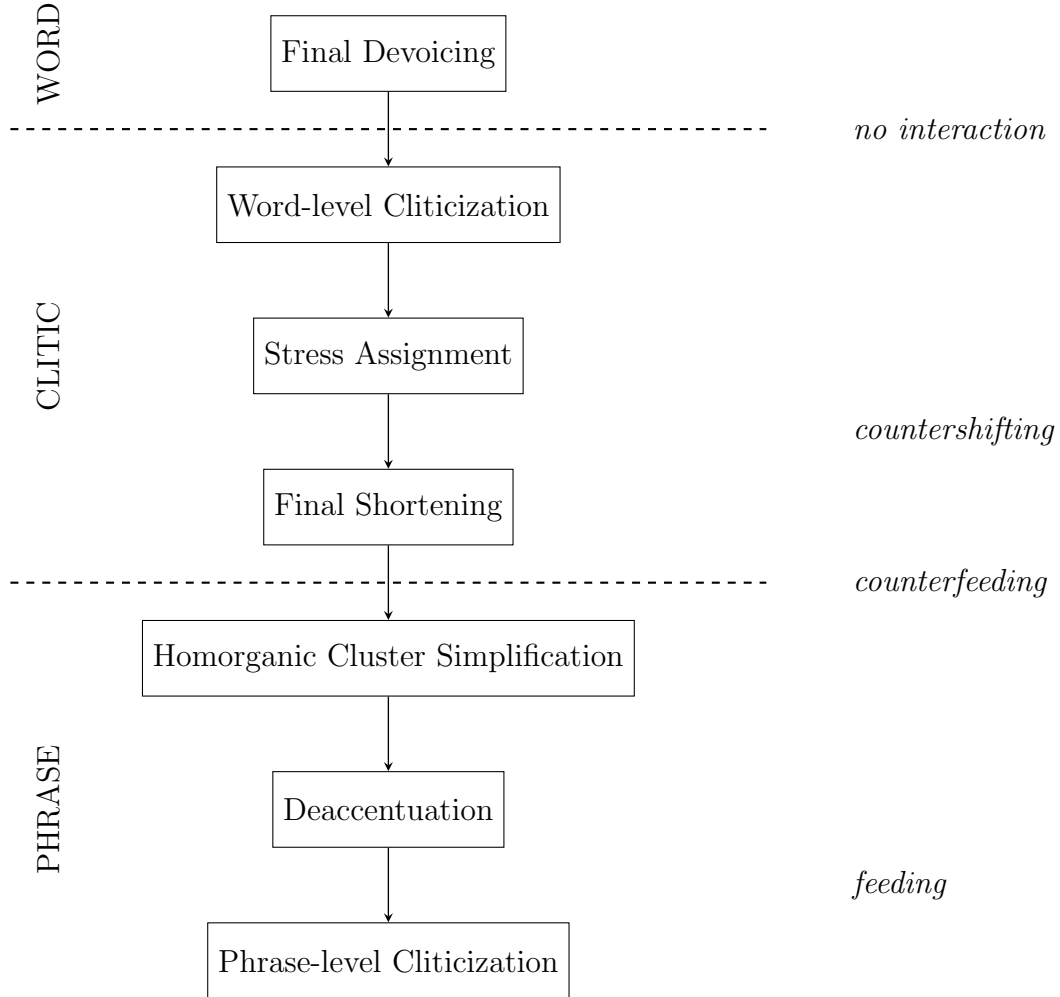 WORD
Final Devoicing
no interaction
Word-level Cliticization
CLITIC
Stress Assignment
countershifting
Final Shortening
counterfeeding
Homorganic Cluster Simplification
PHRASE
Deaccentuation
feeding
Phrase-level Cliticization